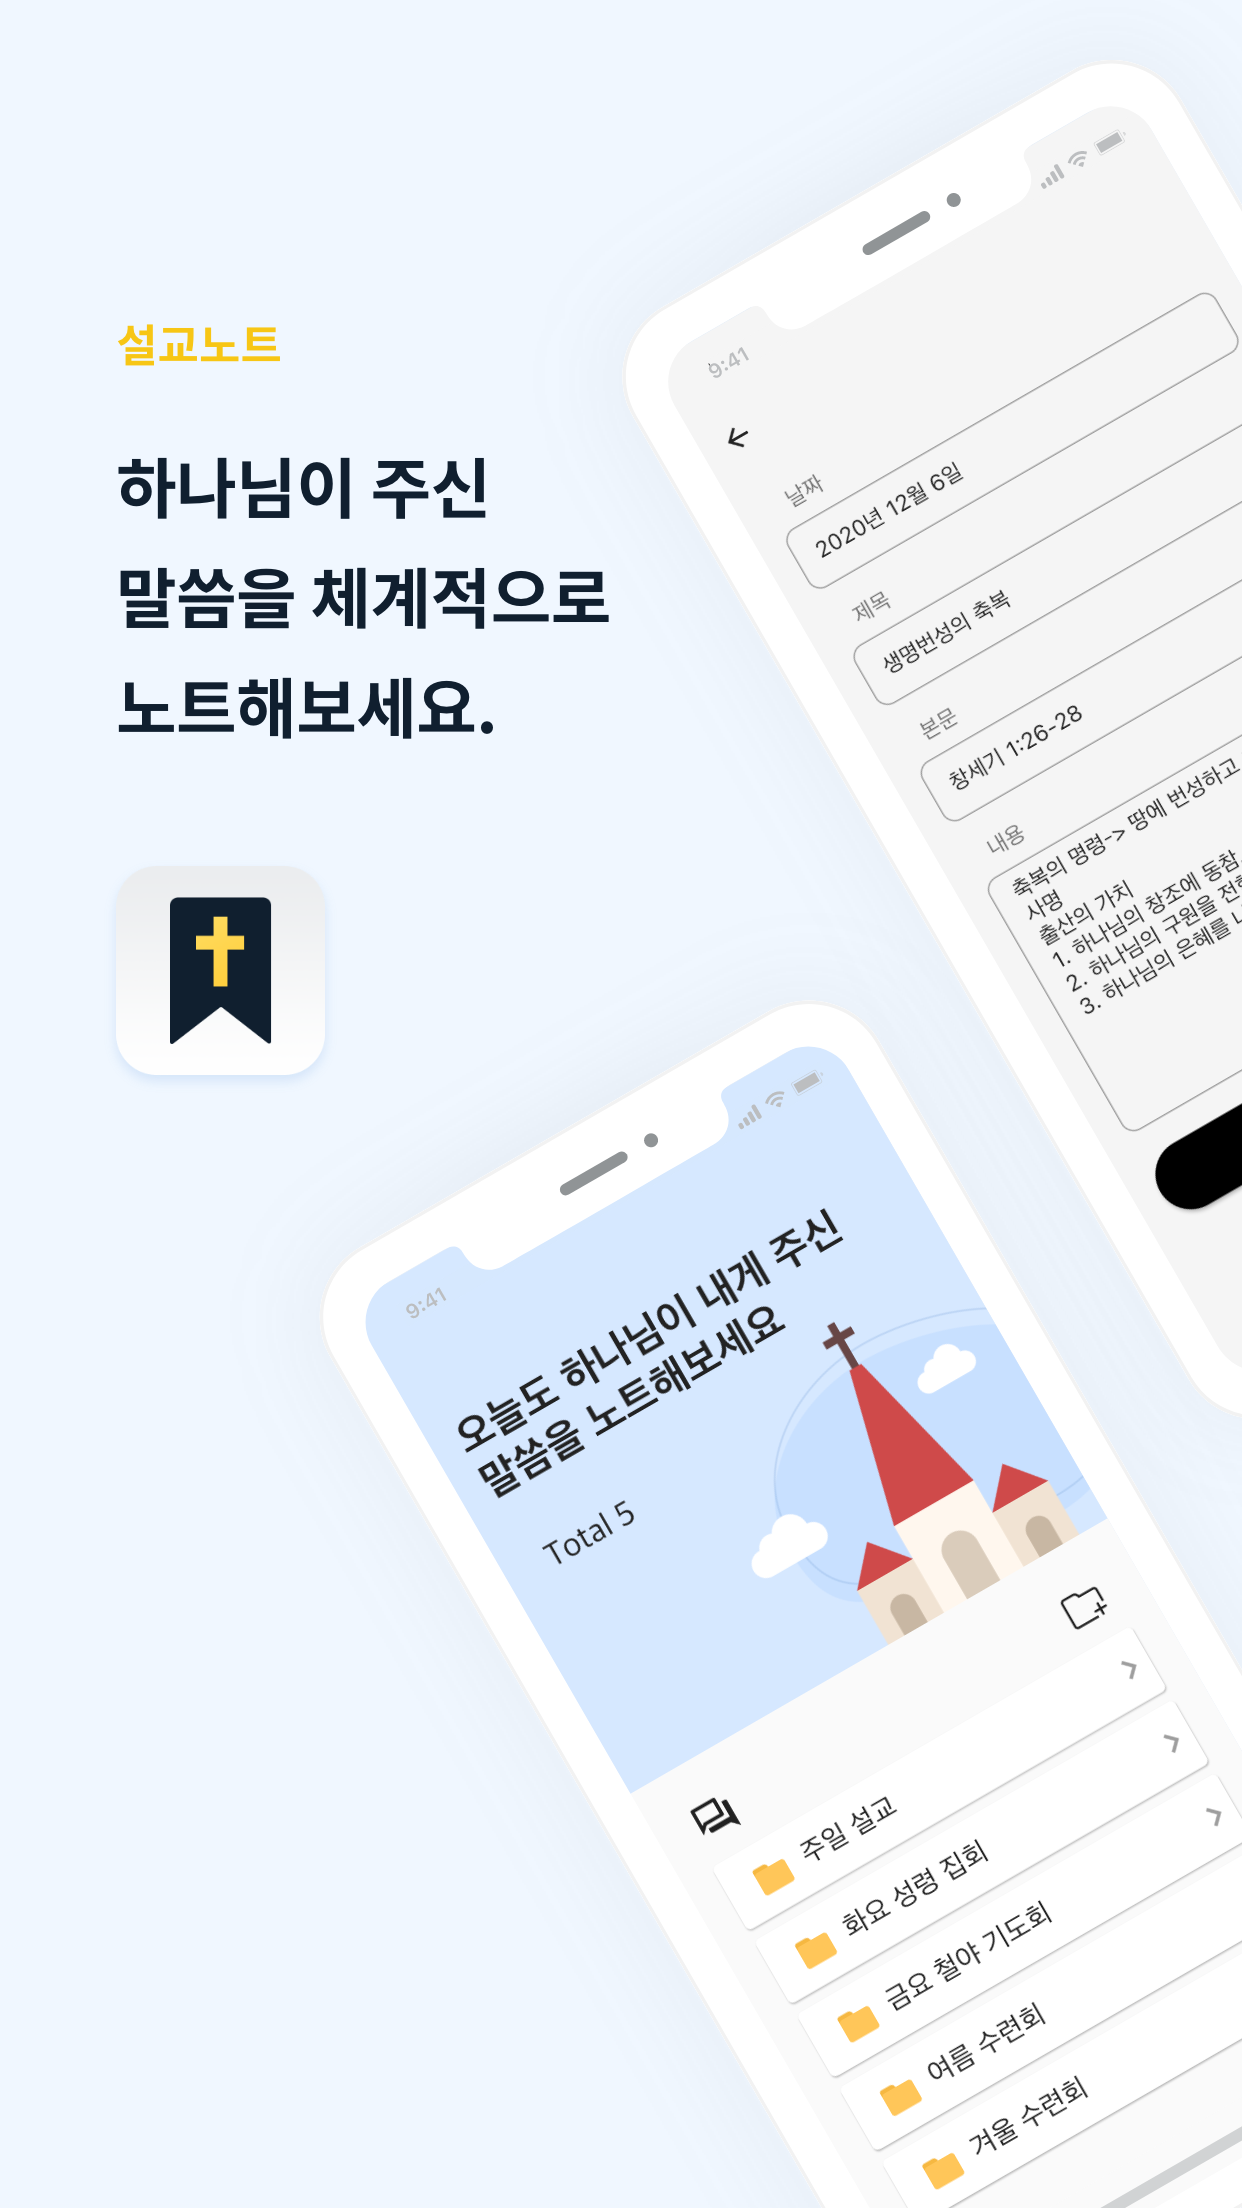 설교노트
하나님이 주신
말씀을 체계적으로
노트해보세요.
9:41
날짜
2020년 12월 6일
제목
생명번성의 축복
본문
창세기 1:26-28
내용
축복의 명령-> 땅에 번성하고
사명
출산의 가치
1. 하나님의 창조에 동참.
2. 하나님의 구원을 전
3. 하나님의 은혜를
9:41
오늘도 하나님이 내게 주신
말씀을 노트해보세요
Total 5
주일 설교
화요 성령 집회
금요 철야 기도회
여름 수련회
겨울 수련회